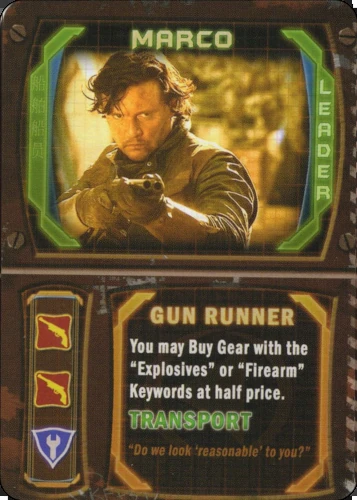 MARCO
LEADER
GUN RUNNER
You may Buy Gear with the
“Explosives” or “Firearm”
Keywords at half price.
TRANSPORT
“Do we look ‘reasonable’ to you?”